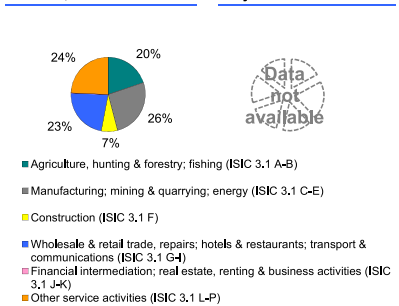 24%
20%
23%
26%
7%
Data
not
available
Agriculture, hunting & forestry; fishing (ISIC 3.1 A-B)
Manufacturing; mining & quarrying; energy (ISIC 3.1 C-E)
Construction (ISIC 3.1 F)
Wholesale & retail trade, repairs; hotels & restaurants; transport &
communications (ISIC 3.1 G-I)
Financial intermediation; real estate, renting & business activities (ISIC
3.1 J-K)
Other service activities (ISIC 3.1 L-P)